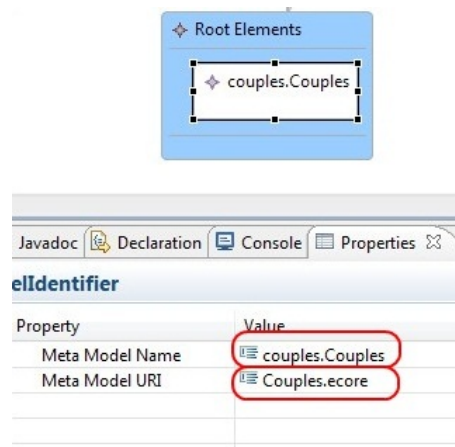 Root Elements
couples.Couples
Javadoc Declaration Console Properties
elIdentifier
Property Value
Meta Model Name couples.Couples
Meta Model URI Couples.ecore